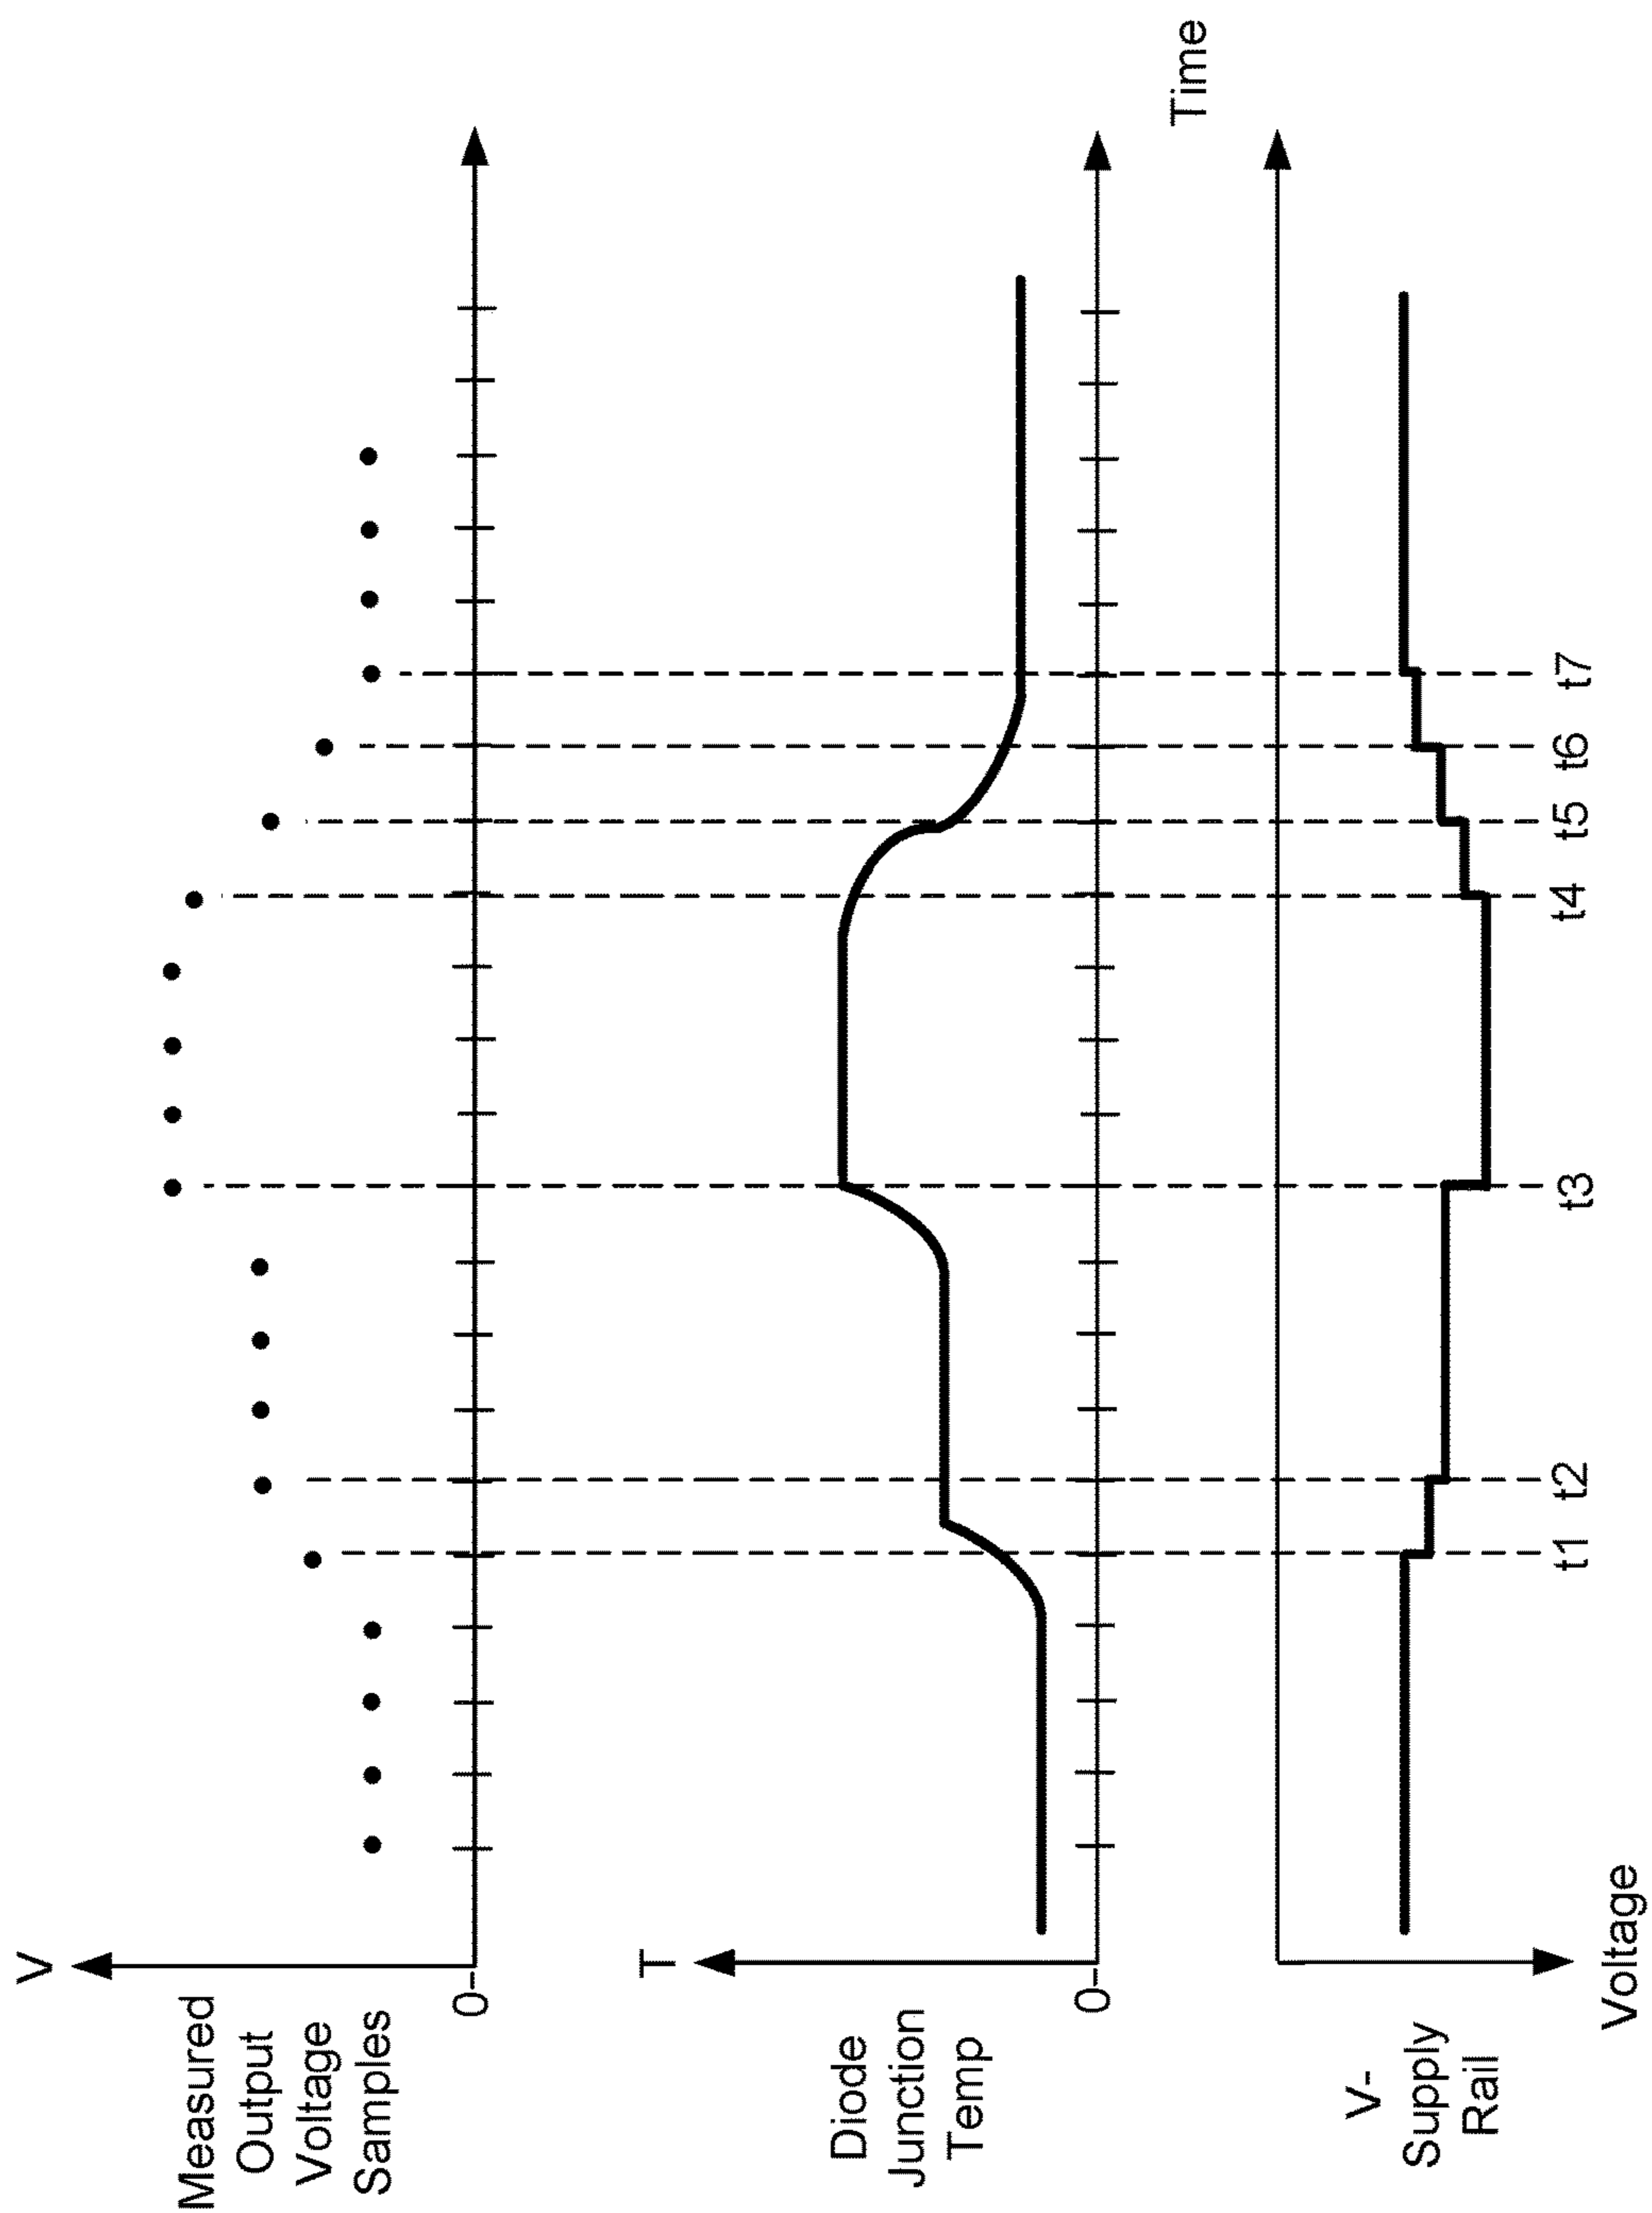 V
Measured
Output
Voltage
Samples
0
T
Diode
Junction
Temp
0
Time
V-
Supply
Rail
Voltage
t1
t2
t3
t4
t5
t6
t7